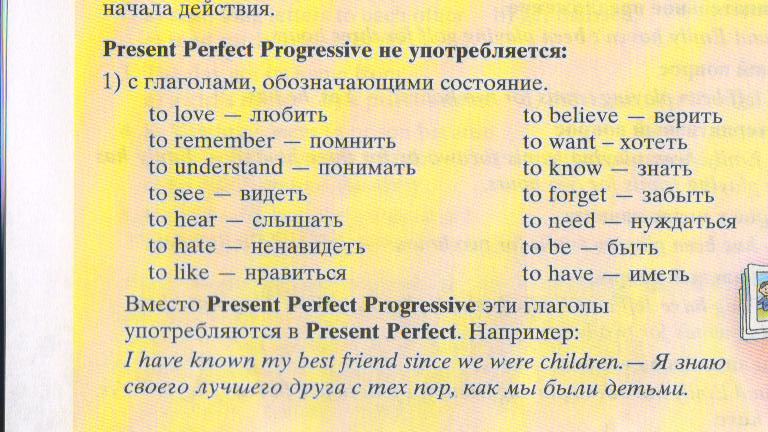 начала действия.
Present Perfect Progressive не употребляется:
1) с глаголами, обозначающими состояние.
to love — любить
to remember — помнить
to understand — понимать
to see — видеть
to hear — слышать
to hate — ненавидеть
to like — нравиться
to believe — верить
to want – хотеть
to know — знать
to forget — забыть
to need — нуждаться
to be — быть
to have — иметь
Вместо Present Perfect Progressive эти глаголы
употребляются в Present Perfect. Например:
I have known my best friend since we were children.— Я знаю
своего лучшего друга с тех пор, как мы были детьми.